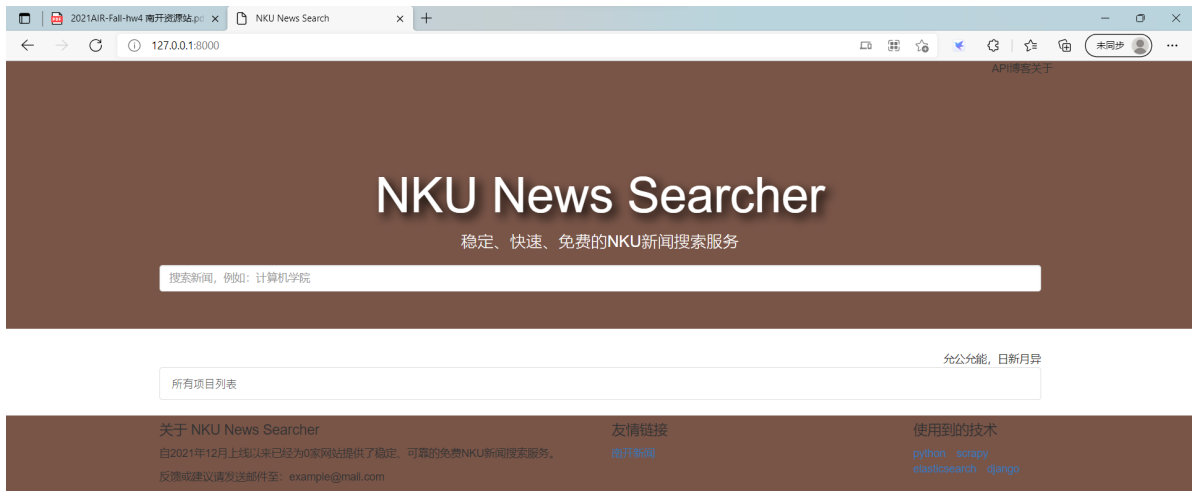 2021AIR-Fall-hw4 南开资源站.pd
NKU News Search
127.0.0.1:8000
未同步
API博客关于
NKU News Searcher
稳定、快速、免费的NKU新闻搜索服务
搜索新闻，例如：计算机学院
允公允能，日新月异
所有项目列表
关于 NKU News Searcher
自2021年12月上线以来已经为0家网站提供了稳定、可靠的免费NKU新闻搜索服务。
反馈或建议请发送邮件至：example@mail.com
友情链接
南开新闻
使用到的技术
python scrapy
elasticsearch django